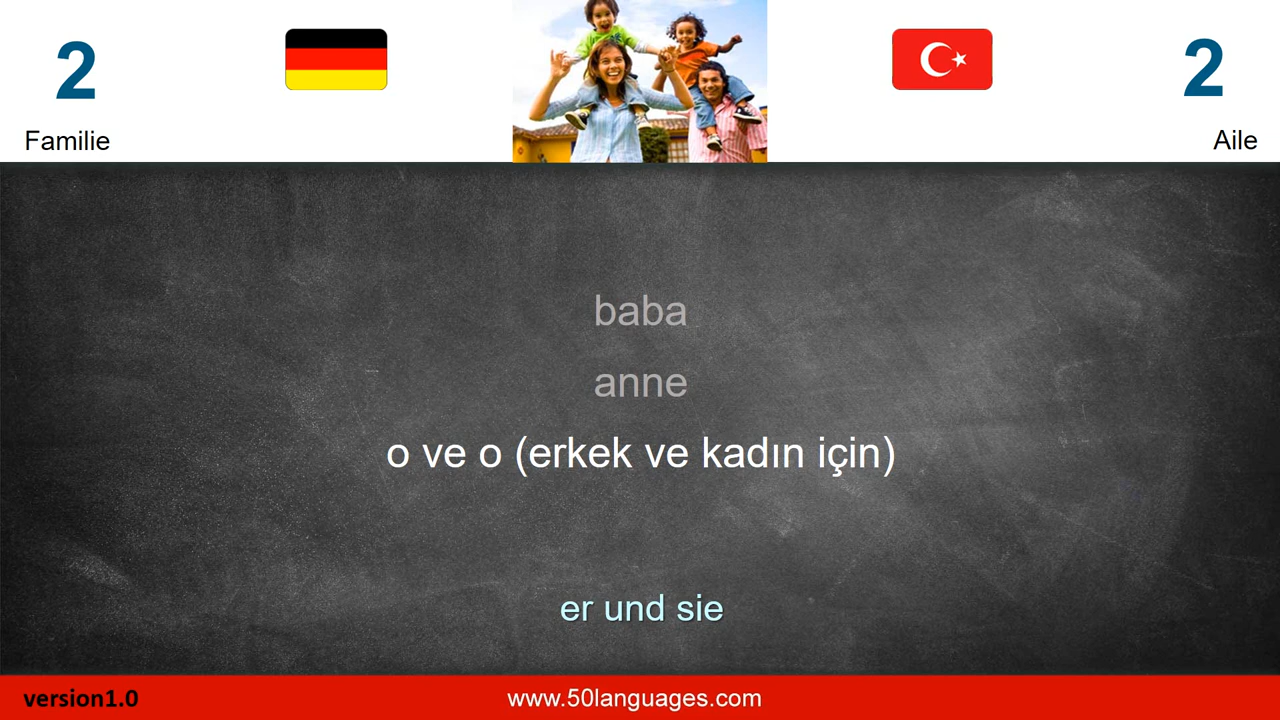 2
2
Familie
Aile
baba
anne
o ve o (erkek ve kadın için)
er und sie
version1.0
www.50languages.com